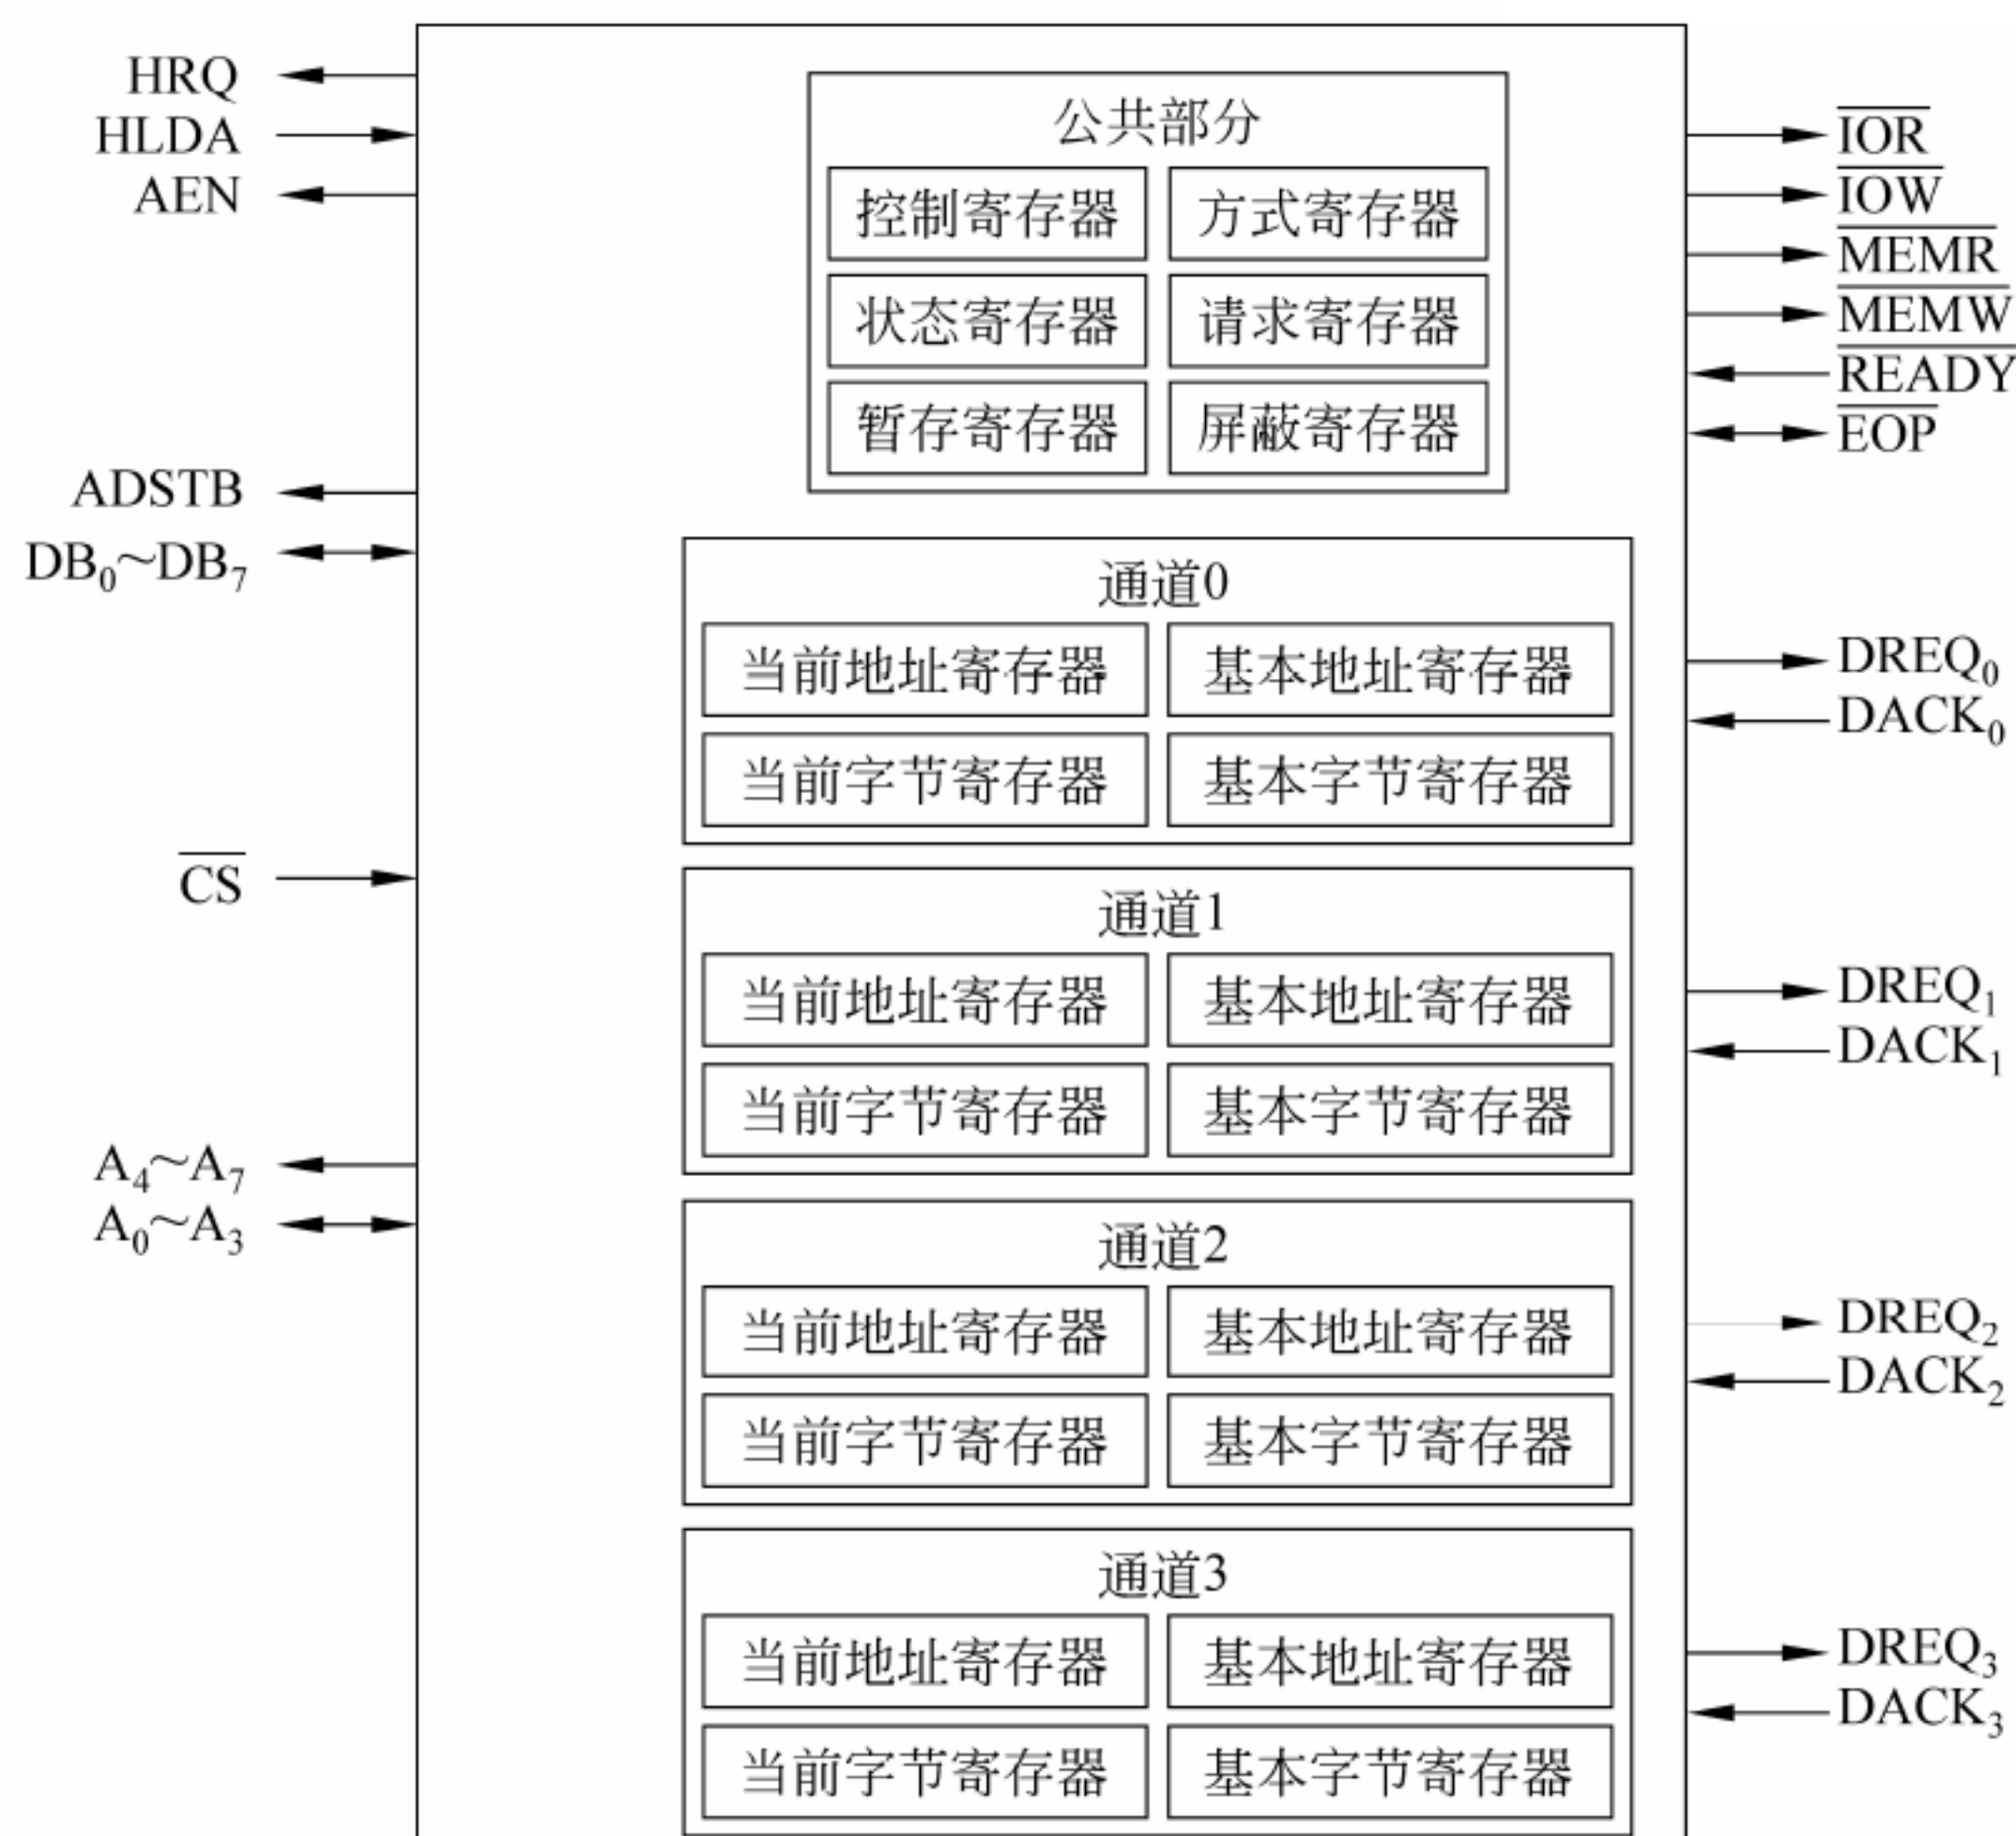 HRQ
HLDA
AEN
ADSTB
DB₀～DB₇
C̅S̅
A₄～A₇
A₀～A₃
公共部分
控制寄存器 方式寄存器
状态寄存器 请求寄存器
暂存寄存器 屏蔽寄存器
通道0
当前地址寄存器 基本地址寄存器
当前字节寄存器 基本字节寄存器
通道1
当前地址寄存器 基本地址寄存器
当前字节寄存器 基本字节寄存器
通道2
当前地址寄存器 基本地址寄存器
当前字节寄存器 基本字节寄存器
通道3
当前地址寄存器 基本地址寄存器
当前字节寄存器 基本字节寄存器
I̅O̅R̅
I̅O̅W̅
M̅E̅M̅R̅
M̅E̅M̅W̅
R̅E̅A̅D̅Y̅
E̅O̅P̅
DREQ₀
DACK₀
DREQ₁
DACK₁
DREQ₂
DACK₂
DREQ₃
DACK₃